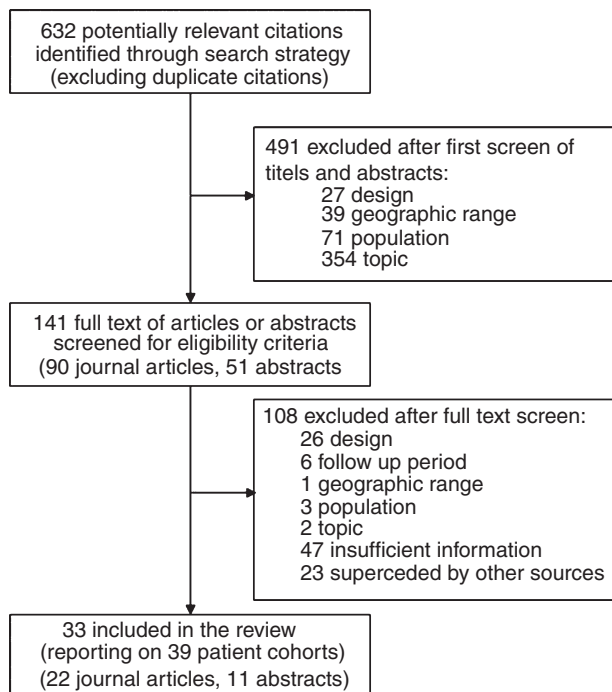 632 potentially relevant citations
identified through search strategy
(excluding duplicate citations)
491 excluded after first screen of
titels and abstracts:
27 design
39 geographic range
71 population
354 topic
141 full text of articles or abstracts
screened for eligibility criteria
(90 journal articles, 51 abstracts
108 excluded after full text screen:
26 design
6 follow up period
1 geographic range
3 population
2 topic
47 insufficient information
23 superceded by other sources
33 included in the review
(reporting on 39 patient cohorts)
(22 journal articles, 11 abstracts)